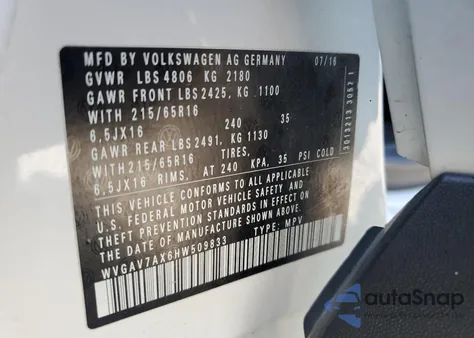 MFD BY VOLKSWAGEN AG GERMANY 07/16
GVWR LBS 4806 KG 2180
GAWR FRONT LBS 2425, KG 1100
WITH 215/65R16
6,5JX16 240 35
GAWR REAR LBS 2491, KG 1130
WITH 215/65R16 TIRES,
6,5JX16 RIMS, AT 240 KPA, 35 PSI COLD
THIS VEHICLE CONFORMS TO ALL APPLICABLE
U.S. FEDERAL MOTOR VEHICLE SAFETY AND
THEFT PREVENTION STANDARDS IN EFFECT ON
THE DATE OF MANUFACTURE SHOWN ABOVE.
WVGAV7AX6HW509833 TYPE: MPV
autoSnap